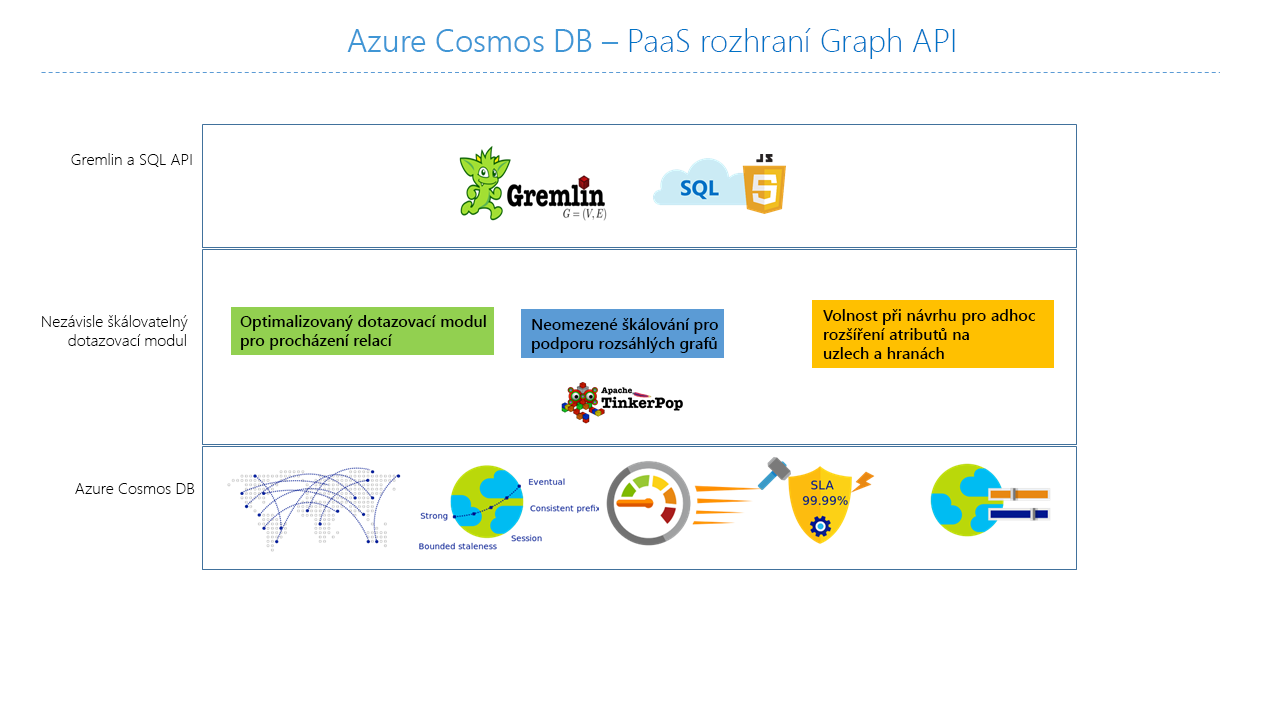 Azure Cosmos DB – PaaS rozhraní Graph API
Gremlin a SQL API
Gremlin
G = (V, E)
SQL
JS
Nezávisle škálovatelný
dotazovací modul
Optimalizovaný dotazovací modul
pro procházení relací
Neomezené škálování pro
podporu rozsáhlých grafů
Volnost při návrhu pro adhoc
rozšíření atributů na
uzlech a hranách
Apache
TinkerPop
Azure Cosmos DB
Eventual
Consistent prefix
Strong
Session
Bounded staleness
SLA
99.99%